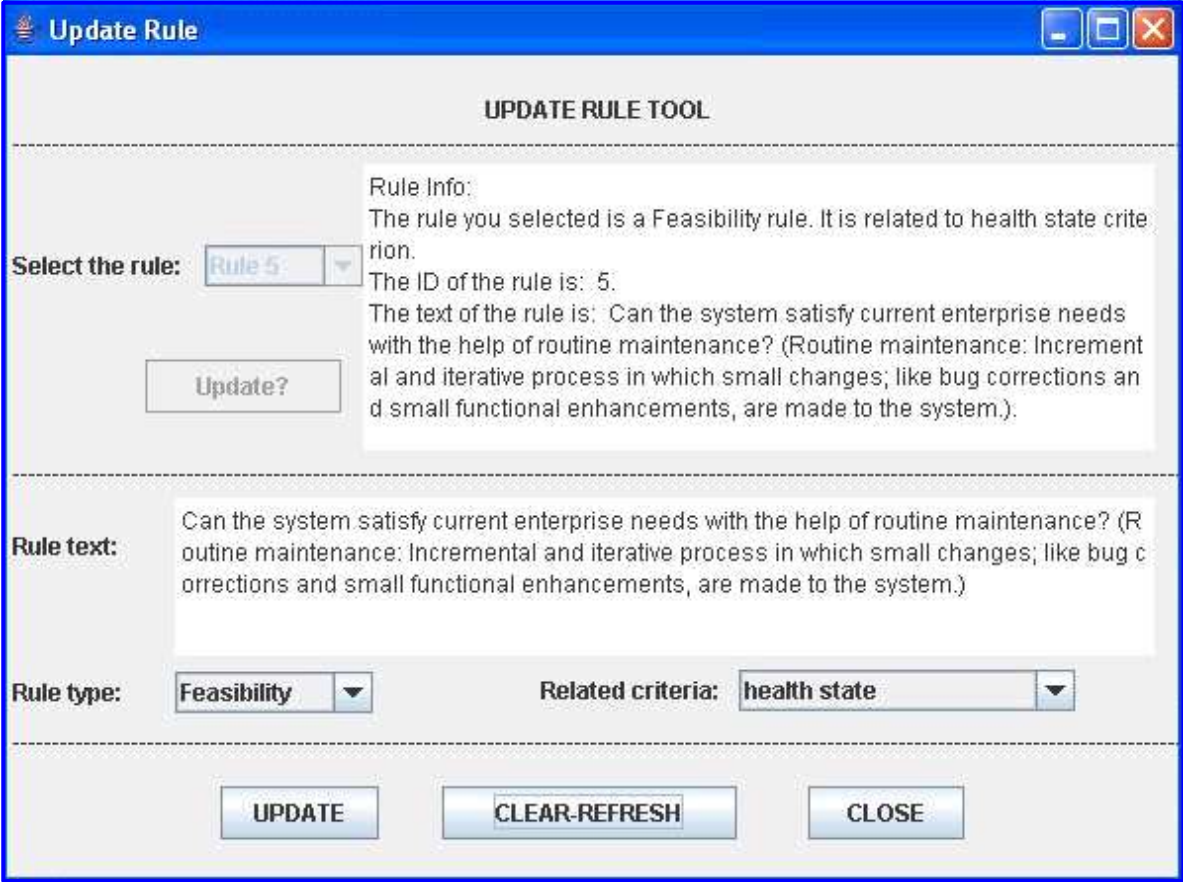 Update Rule
UPDATE RULE TOOL
Select the rule:
Rule 5
Update?
Rule Info:
The rule you selected is a Feasibility rule. It is related to health state crite
rion.
The ID of the rule is:  5.
The text of the rule is:  Can the system satisfy current enterprise needs
with the help of routine maintenance? (Routine maintenance: Increment
al and iterative process in which small changes; like bug corrections an
d small functional enhancements, are made to the system.).
Rule text:
Can the system satisfy current enterprise needs with the help of routine maintenance? (R
outine maintenance: Incremental and iterative process in which small changes; like bug c
orrections and small functional enhancements, are made to the system.)
Rule type: Feasibility
Related criteria: health state
UPDATE CLEAR-REFRESH CLOSE